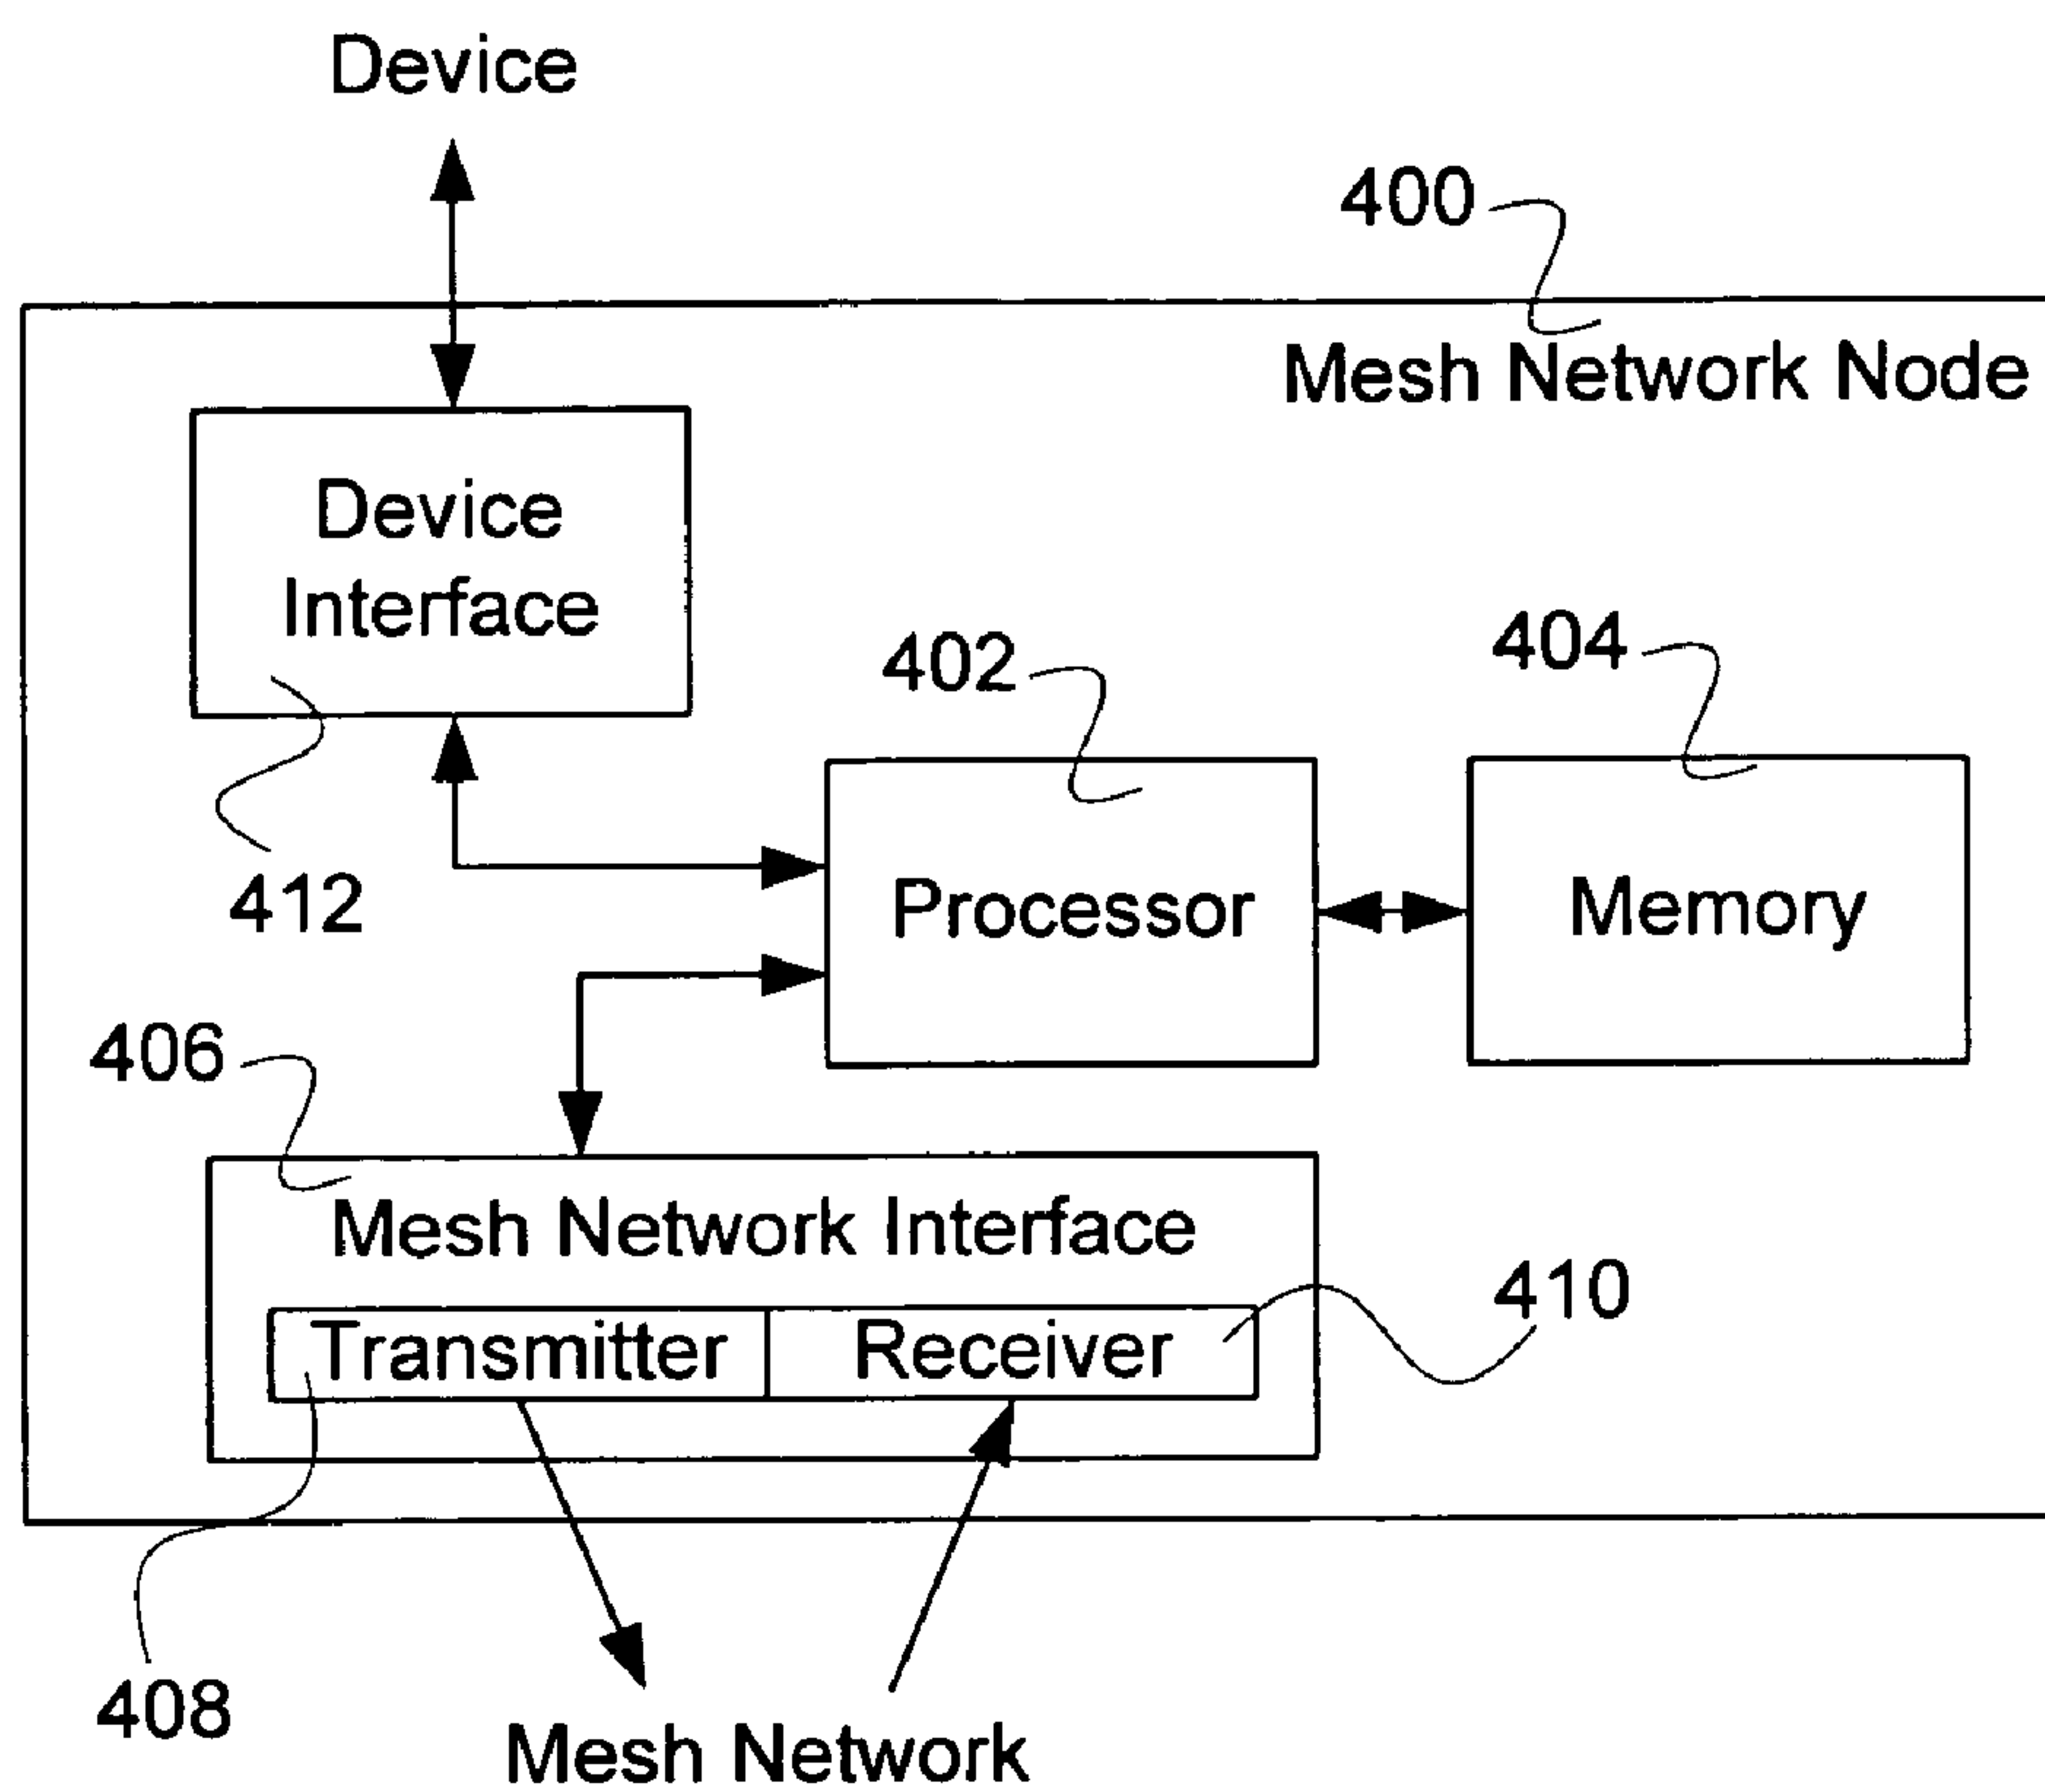 Device
400
Mesh Network Node
Device
Interface
402
404
412
Processor
Memory
406
Mesh Network Interface
410
Transmitter
Receiver
408
Mesh Network